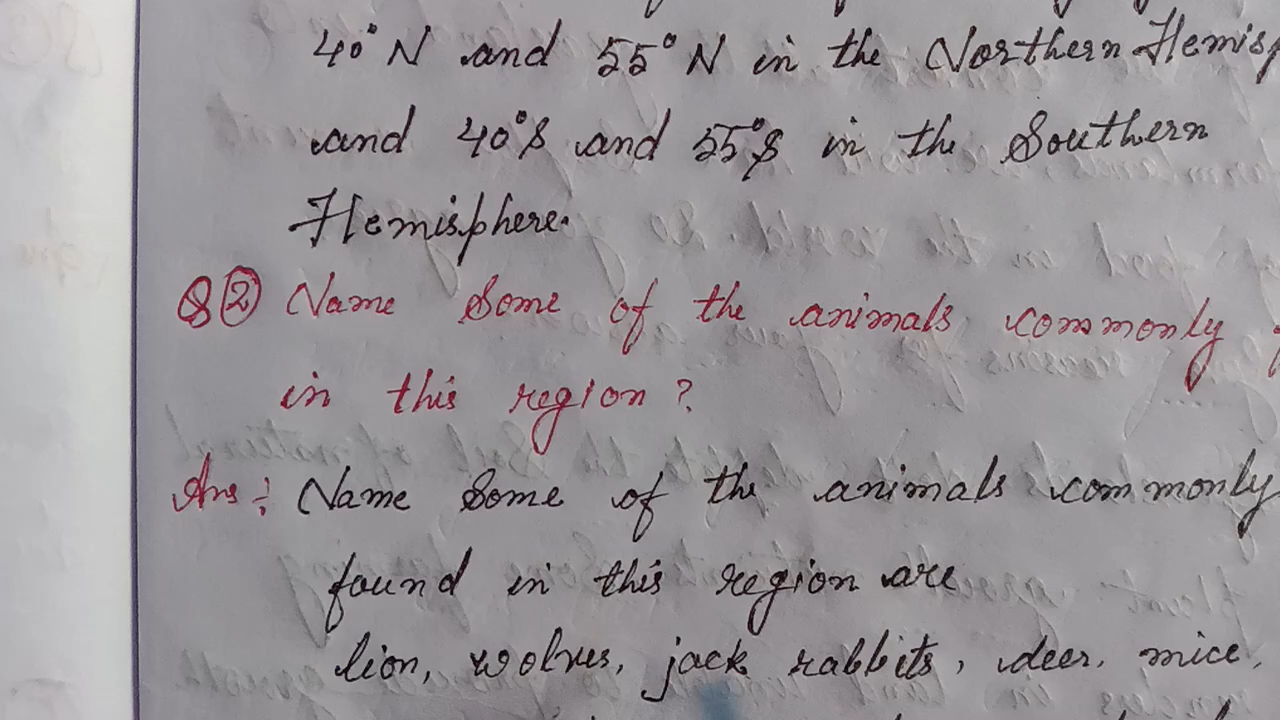 40° N and 55° N in the Northern Hemisp
and 40°S and 55°S in the Southern
Hemisphere.
Q② Name Some of the animals commonly f
in this region ?
Ans : Name Some of the animals commonly
found in this region are
lion, wolves, jack rabbits, deer, mice,